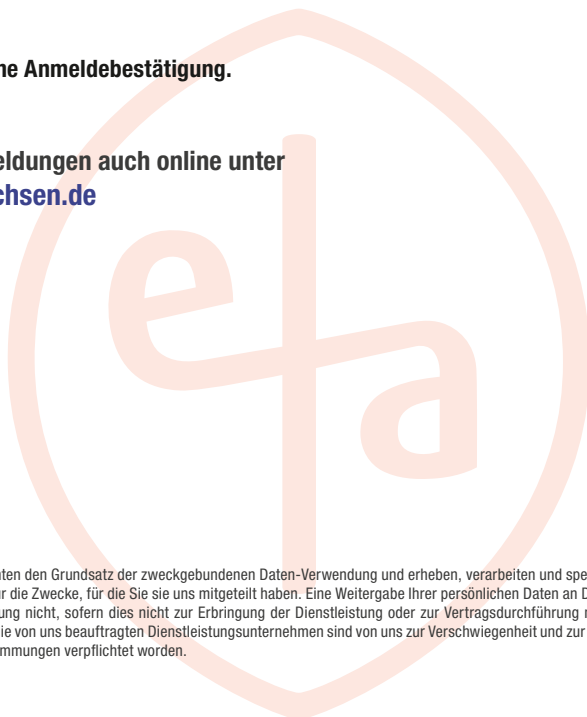 ne Anmeldebestätigung.
eldungen auch online unter
chsen.de
e a
ten den Grundsatz der zweckgebundenen Daten-Verwendung und erheben, verarbeiten und spe
r die Zwecke, für die Sie sie uns mitgeteilt haben. Eine Weitergabe Ihrer persönlichen Daten an D
ung nicht, sofern dies nicht zur Erbringung der Dienstleistung oder zur Vertragsdurchführung
ie von uns beauftragten Dienstleistungsunternehmen sind von uns zur Verschwiegenheit und zur
mmungen verpflichtet worden.